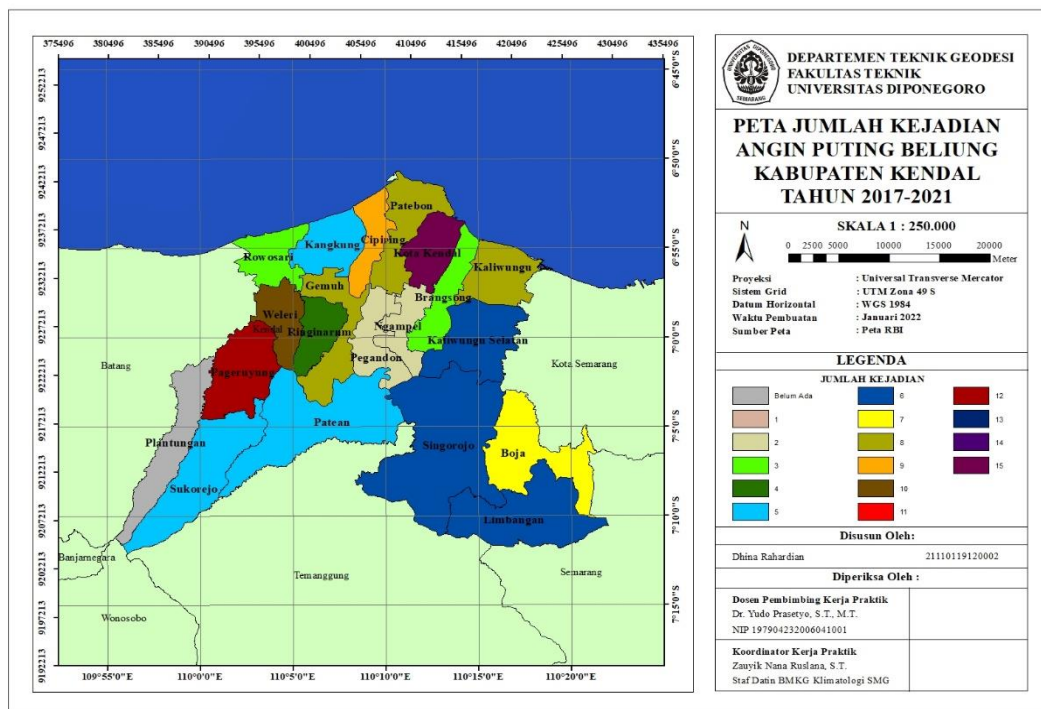 375496 380496 385496 390496 395496 400496 405496 410496 415496 420496 425496 430496 435496
9252213
9247213
9242213
9237213
9232213
9227213
9222213
9217213
9212213
9207213
9202213
9197213
9192213
6°45'0"S
6°50'0"S
6°55'0"S
7°0'0"S
7°5'0"S
7°10'0"S
7°15'0"S
Patebon
Kangkung
Cipiring
Kota Kendal
Rowosari
Kaliwungu
Gemuh
Brangsong
Weleri
Ngampel
Kendal
Ringinarum
Kaliwungu Selatan
Pegandon
Batang
Kota Semarang
Pageruyung
Patean
Plantungan
Singorojo
Boja
Sukorejo
Limbangan
Banjarnegara
Temanggung
Semarang
Wonosobo
109°55'0"E 110°0'0"E 110°5'0"E 110°10'0"E 110°15'0"E 110°20'0"E
UNIVERSITAS DIPONEGORO
SEMARANG
DEPARTEMEN TEKNIK GEODESI
FAKULTAS TEKNIK
UNIVERSITAS DIPONEGORO
PETA JUMLAH KEJADIAN
ANGIN PUTING BELIUNG
KABUPATEN KENDAL
TAHUN 2017-2021
N
SKALA 1 : 250.000
0 2500 5000 10000 15000 20000
Meter
Proyeksi : Universal Transverse Mercator
Sistem Grid : UTM Zona 49 S
Datum Horizontal : WGS 1984
Waktu Pembuatan : Januari 2022
Sumber Peta : Peta RBI
LEGENDA
JUMLAH KEJADIAN
Belum Ada 6 12
1 7 13
2 8 14
3 9 15
4 10
5 11
Disusun Oleh:
Dhina Rahardian 21110119120002
Diperiksa Oleh :
Dosen Pembimbing Kerja Praktik
Dr. Yudo Prasetyo, S.T., M.T.
NIP 197904232006041001
Koordinator Kerja Praktik
Zauyik Nana Ruslana, S.T.
Staf Datin BMKG Klimatologi SMG